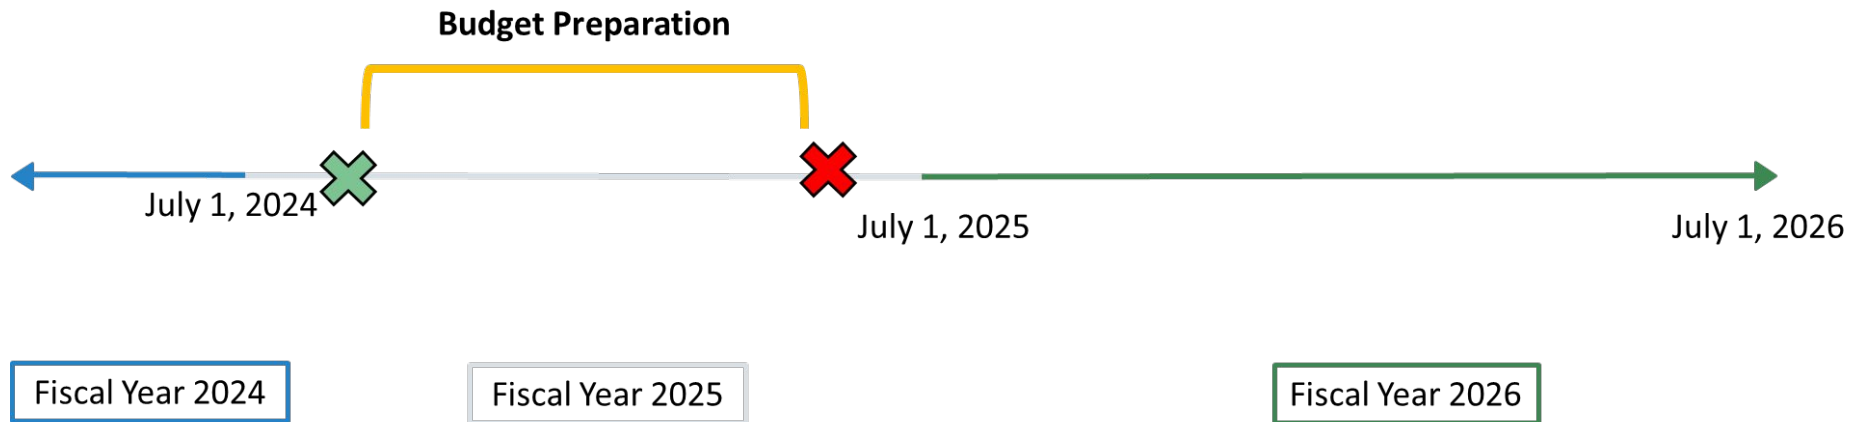 Budget Preparation
July 1, 2024
July 1, 2025
July 1, 2026
Fiscal Year 2024
Fiscal Year 2025
Fiscal Year 2026